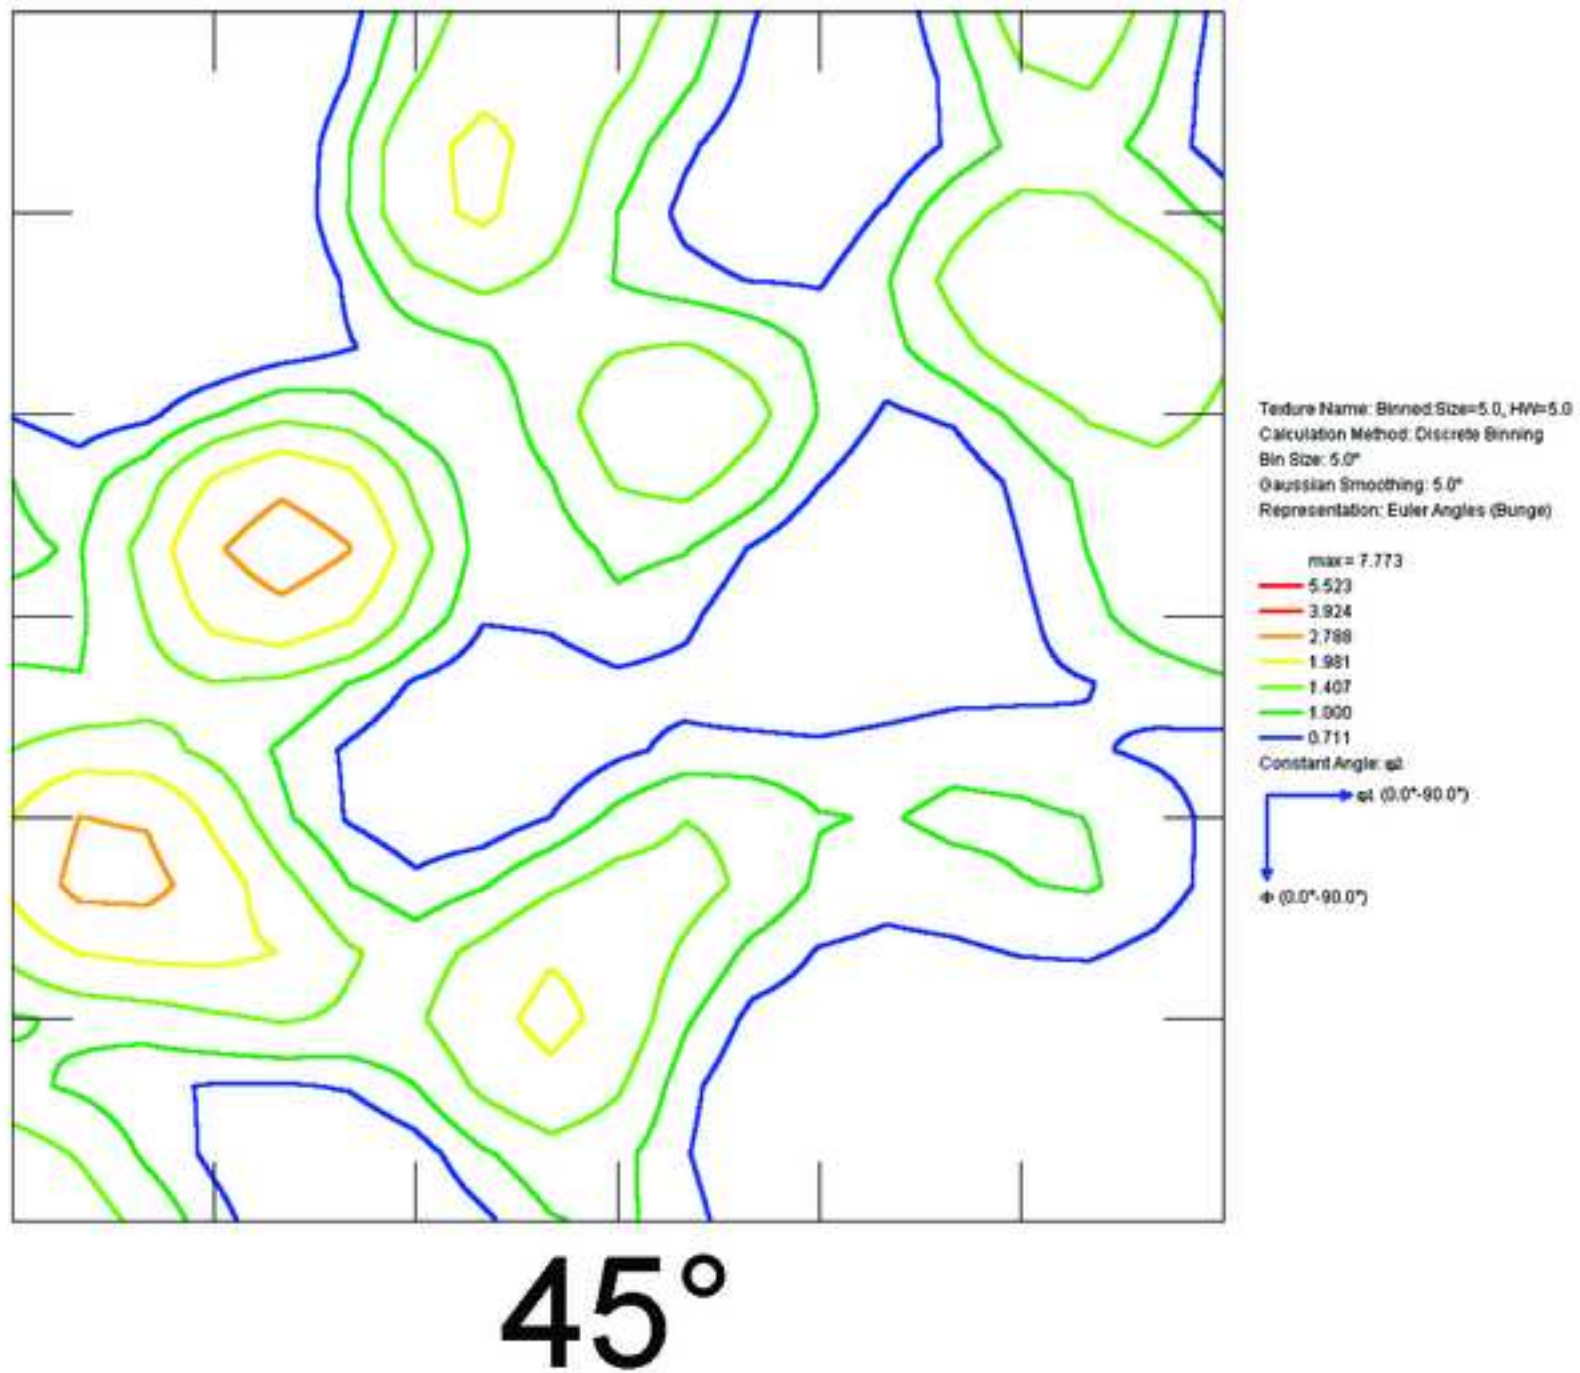 Texture Name: Binned:Size=5.0, HW=5.0
Calculation Method: Discrete Binning
Bin Size: 5.0°
Gaussian Smoothing: 5.0°
Representation: Euler Angles (Bunge)
max = 7.773
5.523
3.924
2.788
1.981
1.407
1.000
0.711
Constant Angle: φ2
φ1 (0.0°-90.0°)
Φ (0.0°-90.0°)
45°